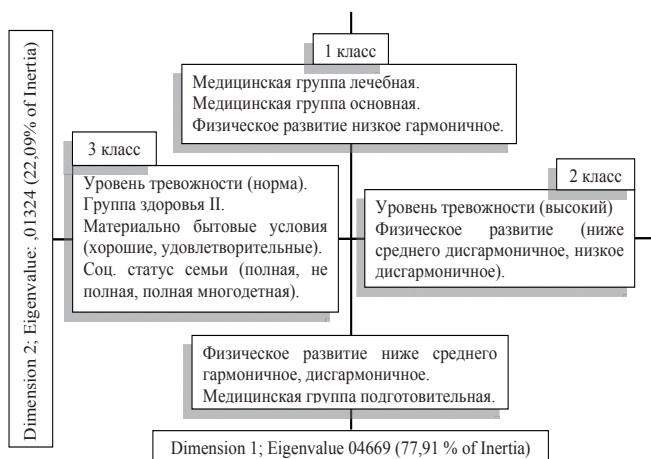 Dimension 2; Eigenvalue: ,01324 (22,09% of Inertia)
1 класс
Медицинская группа лечебная.
Медицинская группа основная.
Физическое развитие низкое гармоничное.
3 класс
Уровень тревожности (норма).
Группа здоровья II.
Материально бытовые условия
(хорошие, удовлетворительные).
Соц. статус семьи (полная, не
полная, полная многодетная).
2 класс
Уровень тревожности (высокий)
Физическое развитие (ниже
среднего дисгармоничное, низкое
дисгармоничное).
Физическое развитие ниже среднего
гармоничное, дисгармоничное.
Медицинская группа подготовительная.
Dimension 1; Eigenvalue 04669 (77,91 % of Inertia)